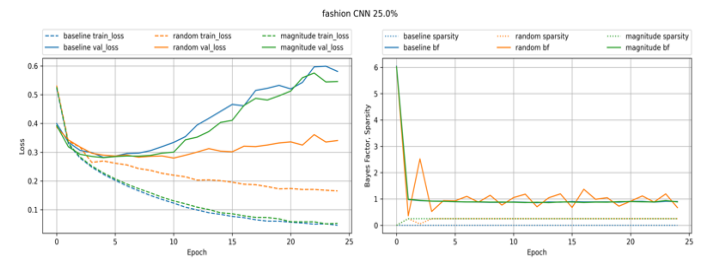 fashion CNN 25.0%
baseline train_loss random train_loss magnitude train_loss
baseline val_loss random val_loss magnitude val_loss
0.6
0.5
0.4
0.3
0.2
0.1
Loss
0 5 10 15 20 25
Epoch
baseline sparsity random sparsity magnitude sparsity
baseline bf random bf magnitude bf
6
5
4
3
2
1
0
Bayes Factor, Sparsity
0 5 10 15 20 25
Epoch